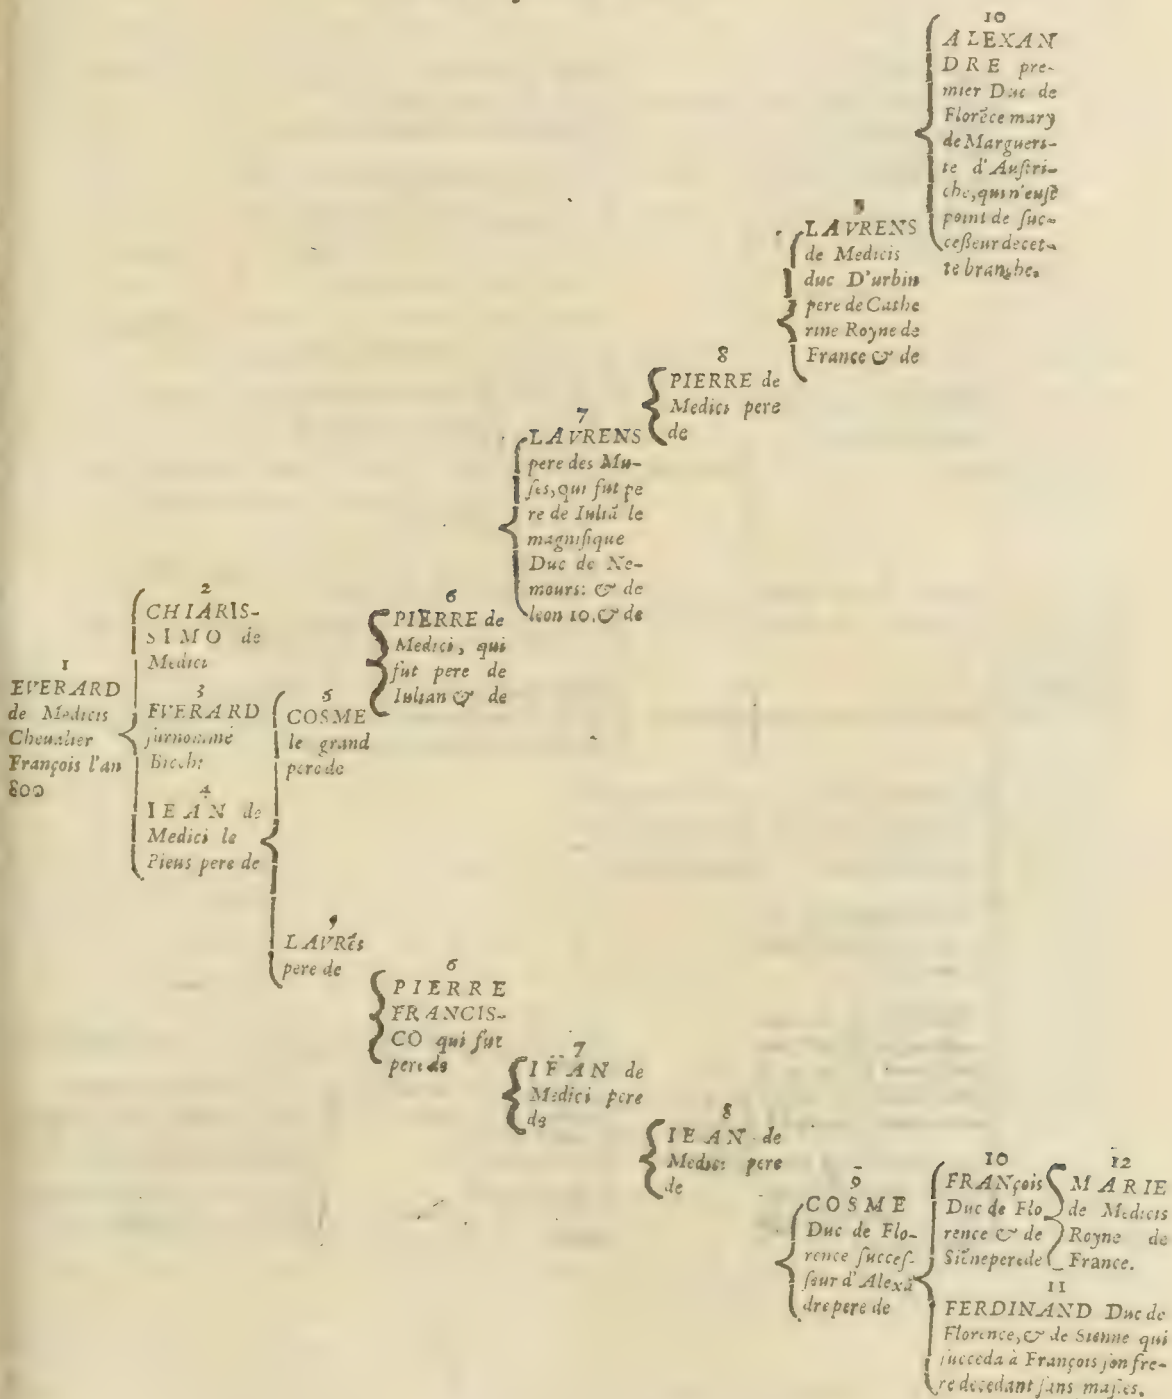 1
EVERARD
de Medicis
Cheualier
François l'an
800
2
CHIARIS-
SIMO de
Medici
3
EVERARD
surnommé
Bicchi
4
IEAN de
Medici le
Pieus pere de
5
COSME
le grand
pere de
6
PIERRE de
Medici, qui
fut pere de
Iulian & de
7
LAVRENS
pere des Mu-
ses, qui fut pe
re de Iuliā le
magnifique
Duc de Ne-
mours: & de
leon 10. & de
8
PIERRE de
Medici pere
de
9
LAVRENS
de Medicis
duc D'urbin
pere de Cathe
rine Royne de
France & de
10
ALEXAN
DRE pre-
mier Duc de
Florēce mary
de Margueri-
te d'Austri-
che, qui n'eust
point de suc-
cesseur de cet-
te branche.
LAVRēs
pere de
6
PIERRE
FRANCIS-
CO qui fut
pere de
7
IEAN de
Medici pere
de
8
IEAN de
Medici pere
de
9
COSME
Duc de Flo-
rence succes-
seur d'Alexā
dre pere de
10
FRANçois
Duc de Flo
rence & de
Siēne pere de
12
MARIE
de Medicis
Royne de
France.
11
FERDINAND Duc de
Florence, & de Sienne qui
succeda à François son fre-
re decedant sans masles.